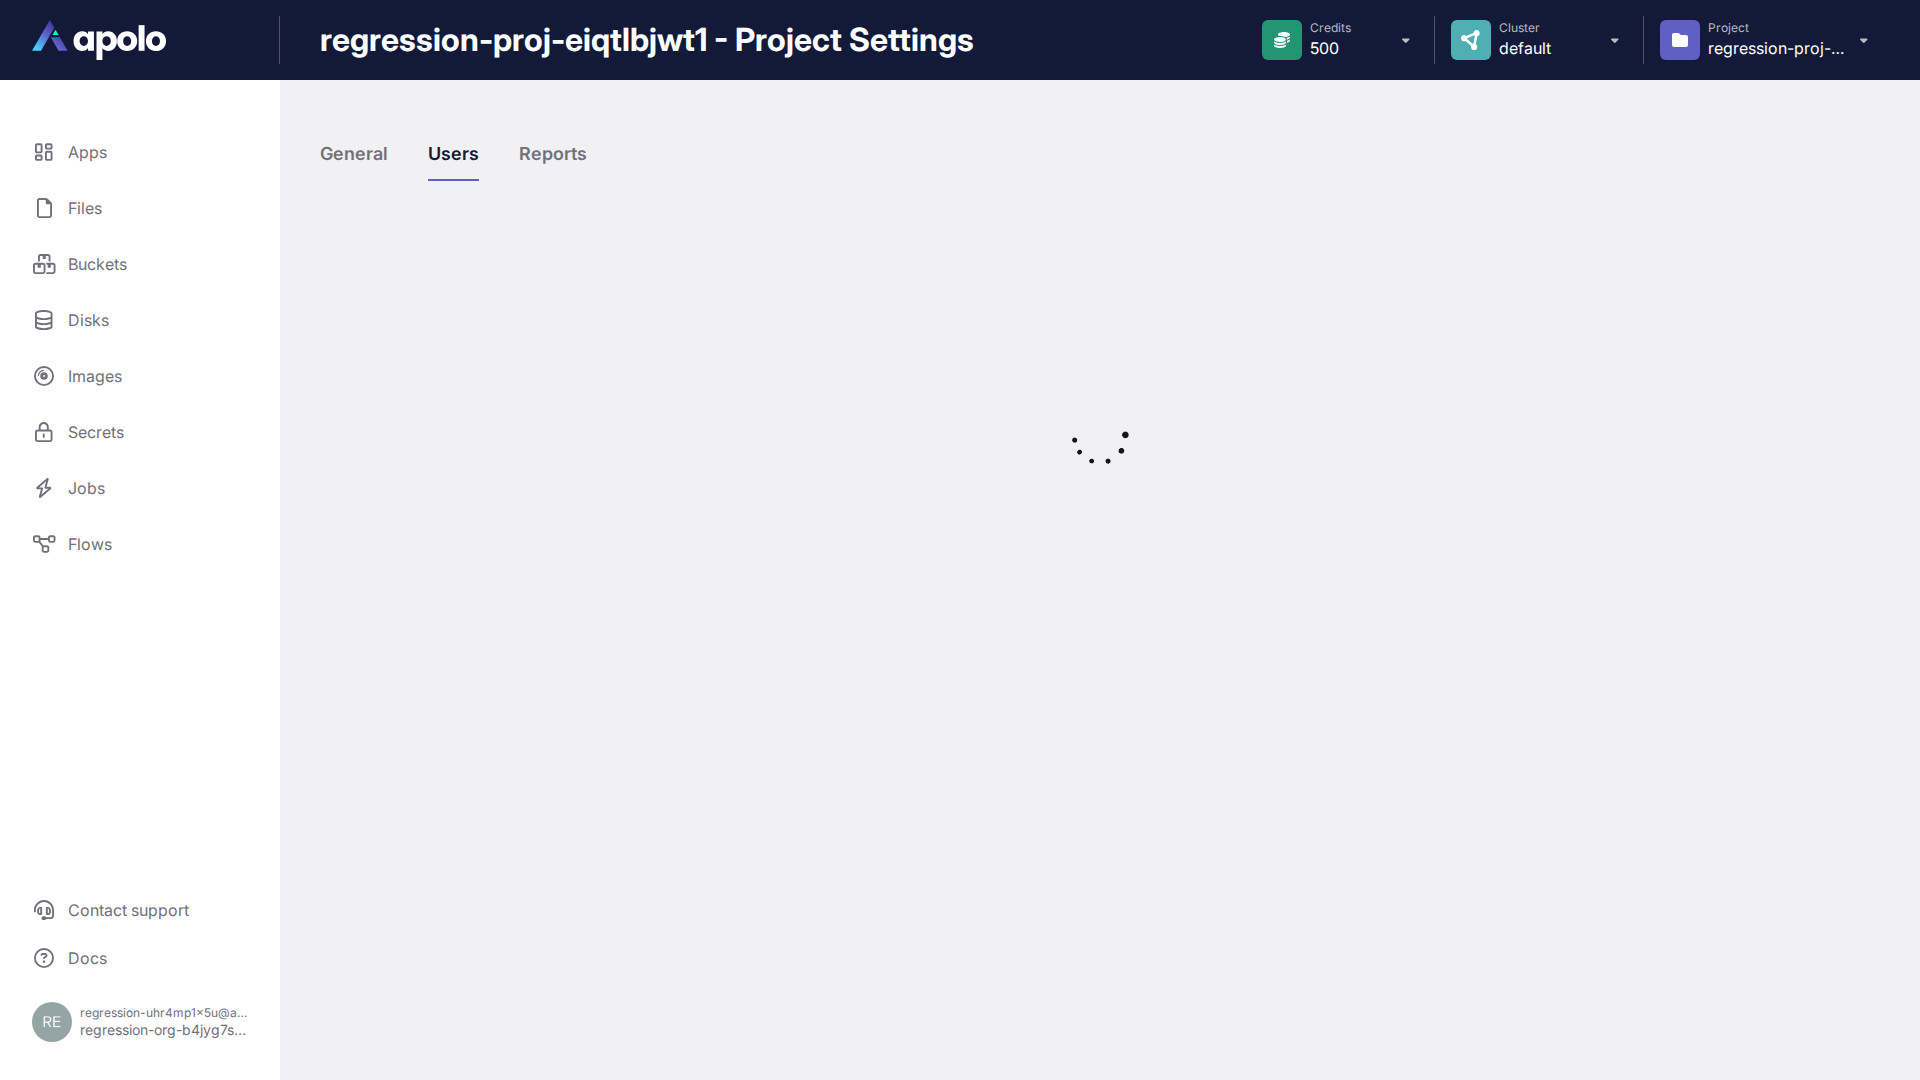 apolo
regression-proj-eiqtlbjwt1 - Project Settings
Credits
500
Cluster
default
Project
regression-proj-...
Apps
Files
Buckets
Disks
Images
Secrets
Jobs
Flows
General
Users
Reports
Contact support
Docs
RE
regression-uhr4mp1x5u@a...
regression-org-b4jyg7s...